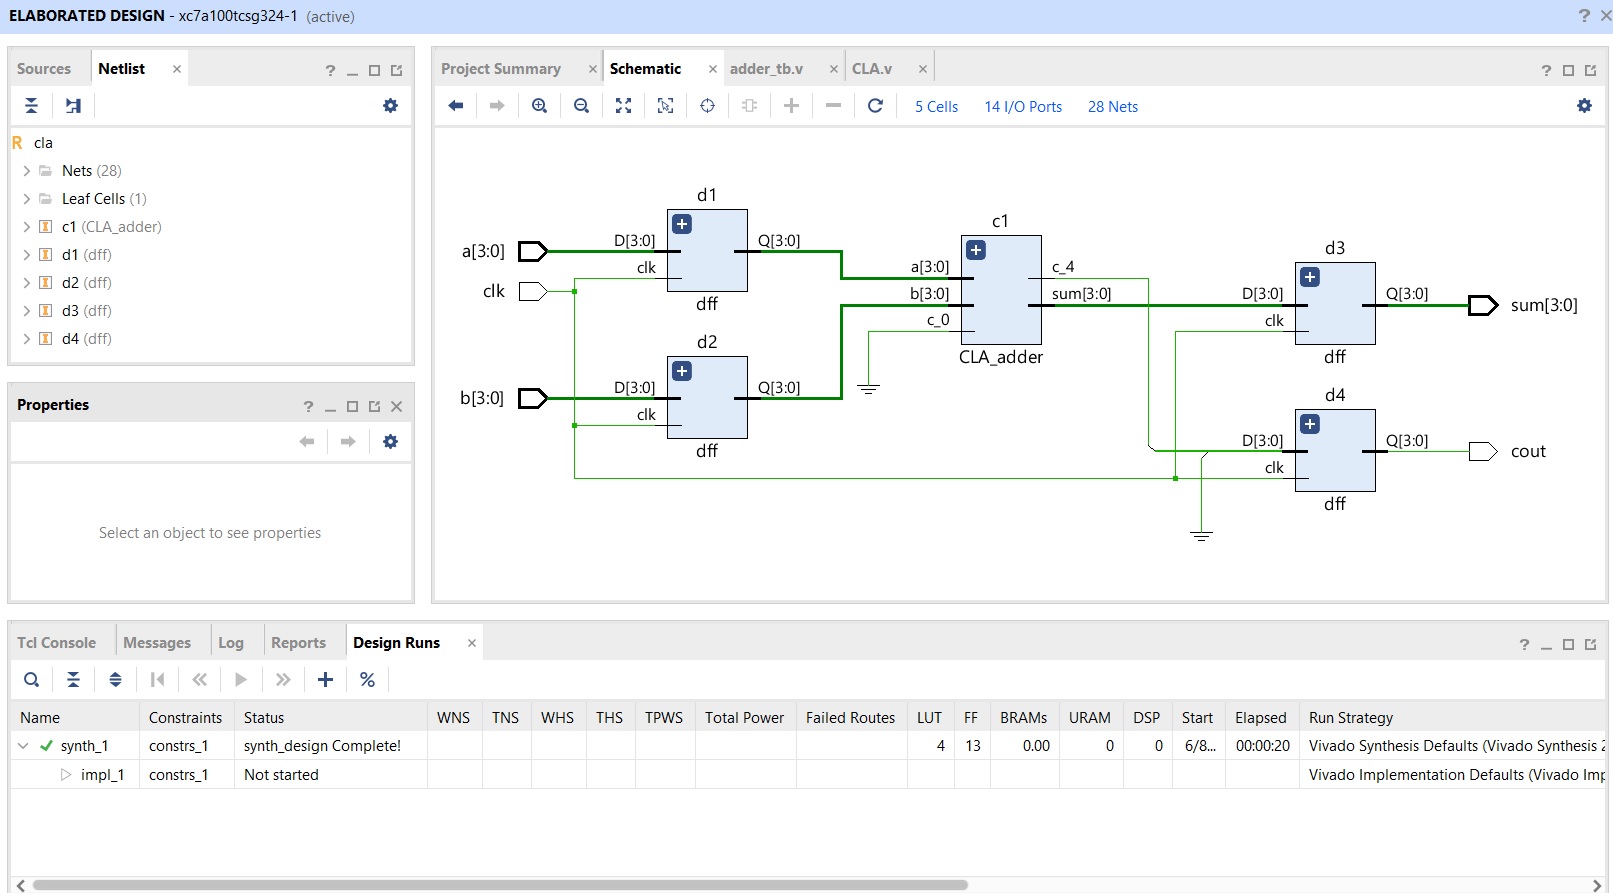 ELABORATED DESIGN - xc7a100tcsg324-1 (active)
Sources Netlist
cla
Nets (28)
Leaf Cells (1)
c1 (CLA_adder)
d1 (dff)
d2 (dff)
d3 (dff)
d4 (dff)
Properties
Select an object to see properties
Project Summary Schematic adder_tb.v CLA.v
5 Cells 14 I/O Ports 28 Nets
d1
a[3:0] D[3:0] Q[3:0]
clk clk
dff
d2
b[3:0] D[3:0] Q[3:0]
clk
dff
c1
a[3:0] c_4
b[3:0] sum[3:0]
c_0
CLA_adder
d3
D[3:0] Q[3:0] sum[3:0]
clk
dff
d4
D[3:0] Q[3:0] cout
clk
dff
Tcl Console Messages Log Reports Design Runs
Name Constraints Status WNS TNS WHS THS TPWS Total Power Failed Routes LUT FF BRAMs URAM DSP Start Elapsed Run Strategy
synth_1 constrs_1 synth_design Complete! 4 13 0.00 0 0 6/8... 00:00:20 Vivado Synthesis Defaults (Vivado Synthesis 2
impl_1 constrs_1 Not started Vivado Implementation Defaults (Vivado Imp